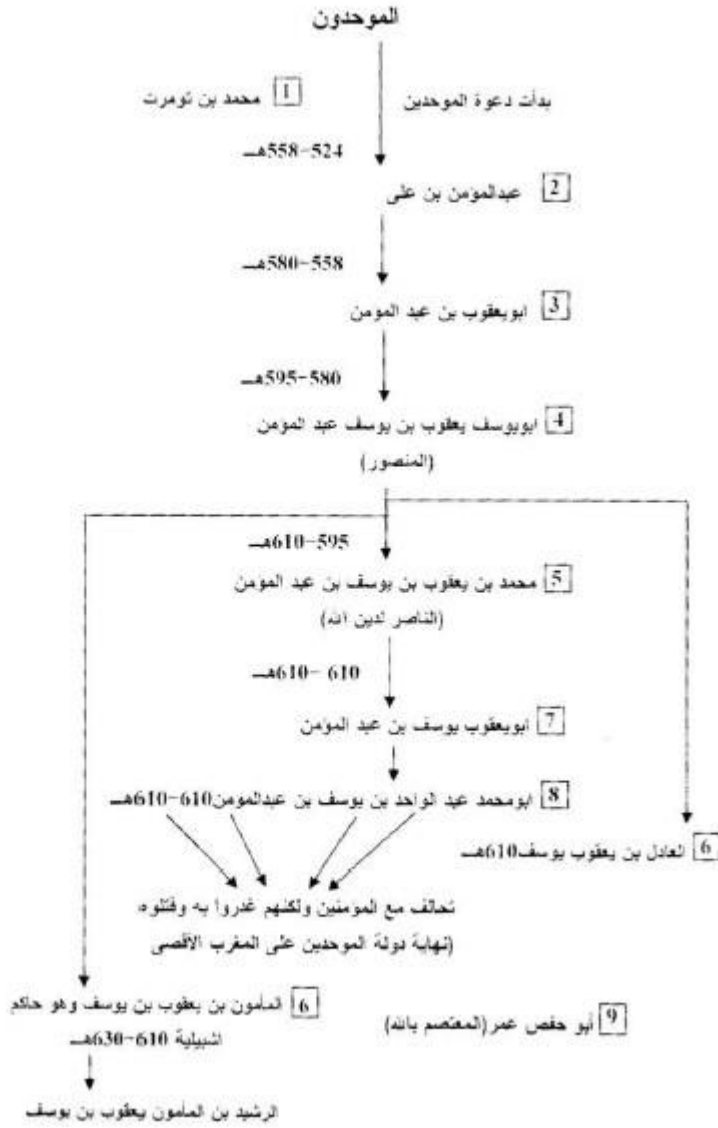 الموحدون
بدأت دعوة الموحدين
1 محمد بن تومرت
524-558هـ
2 عبدالمؤمن بن على
558-580هـ
3 ابويعقوب بن عبد المومن
580-595هـ
4 ابويوسف يعقوب بن يوسف عبد المومن
(المنصور)
595-610هـ
5 محمد بن يعقوب بن يوسف بن عبد المومن
(الناصر لدين الله)
610 -610هـ
7 ابويعقوب يوسف بن عبد المؤمن
8 ابومحمد عبد الواحد بن يوسف بن عبدالمومن610-610هـ
6 العادل بن يعقوب يوسف610هـ
تحالف مع المؤمنين ولكنهم غدروا به وقتلوه
(نهاية دولة الموحدين على المغرب الأقصى
6 المأمون بن يعقوب بن يوسف وهو حاكم
اشبيلية 610-630هـ
9 أبو حفص عمر(المعتصم بالله)
الرشيد بن المأمون يعقوب بن يوسف